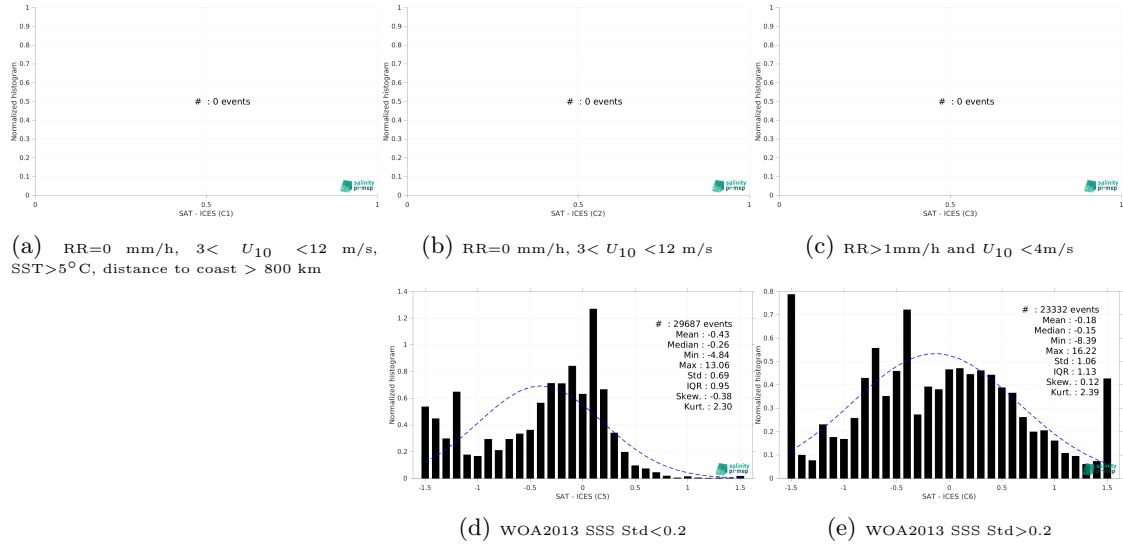 1
0.9
0.8
0.7
0.6
0.5
0.4
0.3
0.2
0.1
0
Normalized histogram
# : 0 events
salinity
pi-mep
0 0.5 1
SAT - ICES (C1)
1
0.9
0.8
0.7
0.6
0.5
0.4
0.3
0.2
0.1
0
Normalized histogram
# : 0 events
salinity
pi-mep
0 0.5 1
SAT - ICES (C2)
1
0.9
0.8
0.7
0.6
0.5
0.4
0.3
0.2
0.1
0
Normalized histogram
# : 0 events
salinity
pi-mep
0 0.5 1
SAT - ICES (C3)
(a) RR=0 mm/h, 3< U10 <12 m/s,
SST>5°C, distance to coast > 800 km
(b) RR=0 mm/h, 3< U10 <12 m/s
(c) RR>1mm/h and U10 <4m/s
1.4
1.2
1
0.8
0.6
0.4
0.2
0
Normalized histogram
# : 29687 events
Mean : -0.43
Median : -0.26
Min : -4.84
Max : 13.06
Std : 0.69
IQR : 0.95
Skew. : -0.38
Kurt. : 2.30
salinity
pi-mep
-1.5 -1 -0.5 0 0.5 1 1.5
SAT - ICES (C5)
0.8
0.7
0.6
0.5
0.4
0.3
0.2
0.1
0
Normalized histogram
# : 23332 events
Mean : -0.18
Median : -0.15
Min : -8.39
Max : 16.22
Std : 1.06
IQR : 1.13
Skew. : 0.12
Kurt. : 2.39
salinity
pi-mep
-1.5 -1 -0.5 0 0.5 1 1.5
SAT - ICES (C6)
(d) WOA2013 SSS Std<0.2
(e) WOA2013 SSS Std>0.2